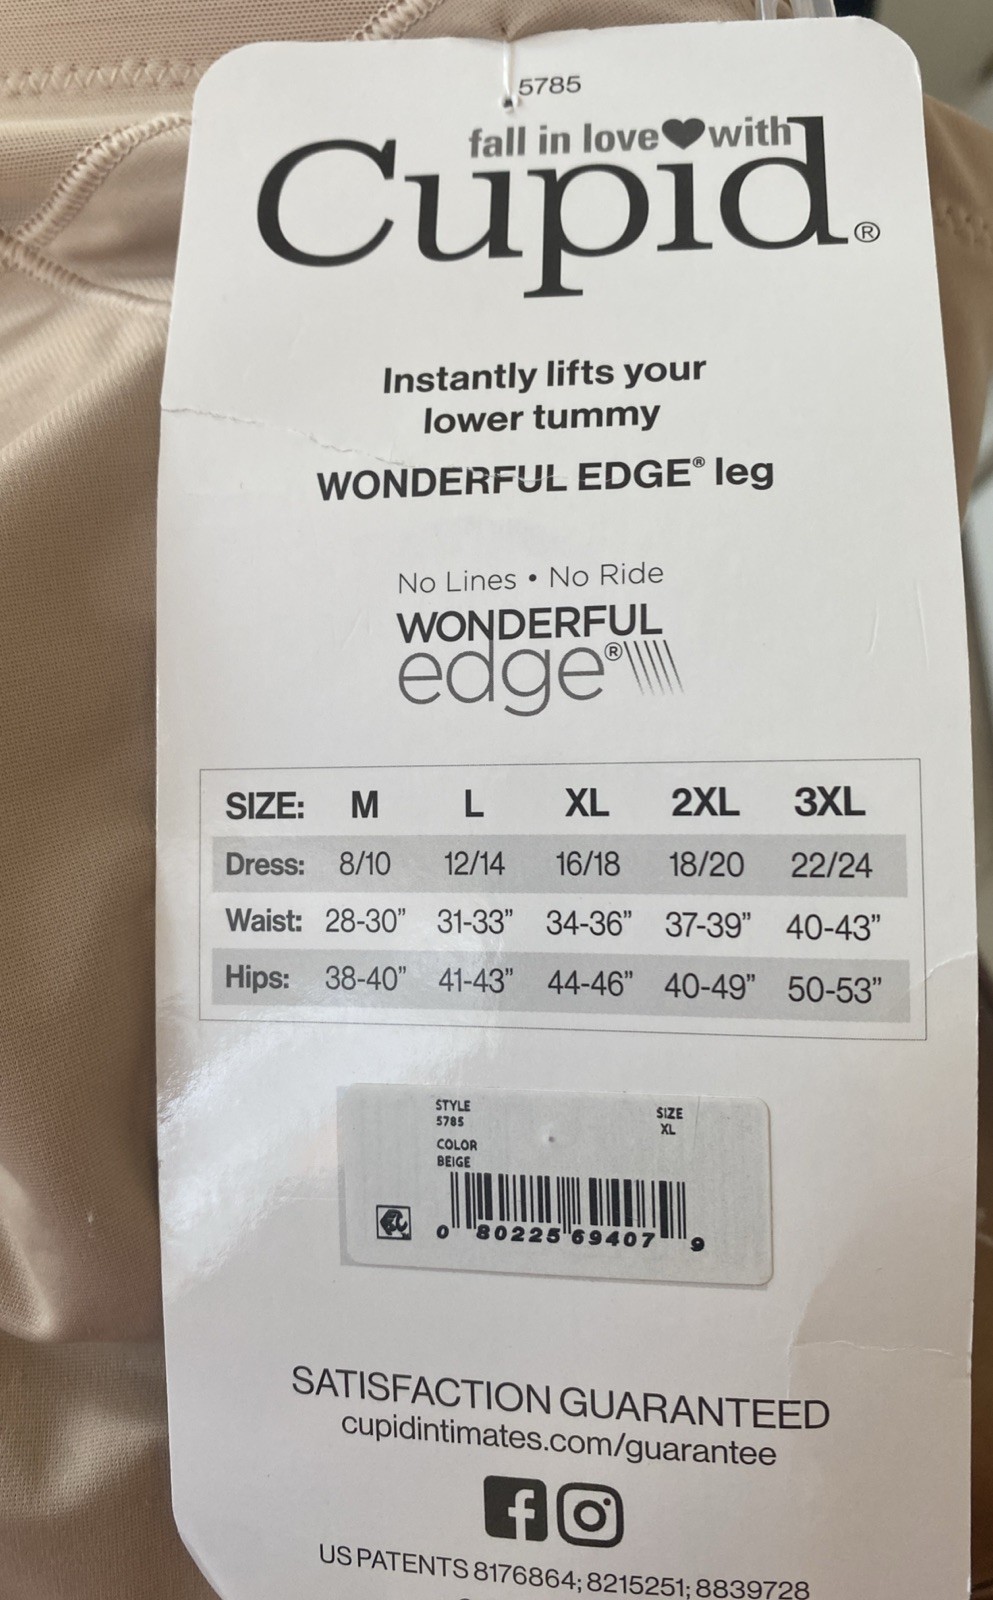 5785
fall in love with
Cupid®
Instantly lifts your
lower tummy
WONDERFUL EDGE® leg
No Lines • No Ride
WONDERFUL
edge®
SIZE: M L XL 2XL 3XL
Dress: 8/10 12/14 16/18 18/20 22/24
Waist: 28-30” 31-33” 34-36” 37-39” 40-43”
Hips: 38-40” 41-43” 44-46” 40-49” 50-53”
STYLE
5785
SIZE
XL
COLOR
BEIGE
0 80225 69407 9
SATISFACTION GUARANTEED
cupidintimates.com/guarantee
US PATENTS 8176864; 8215251; 8839728